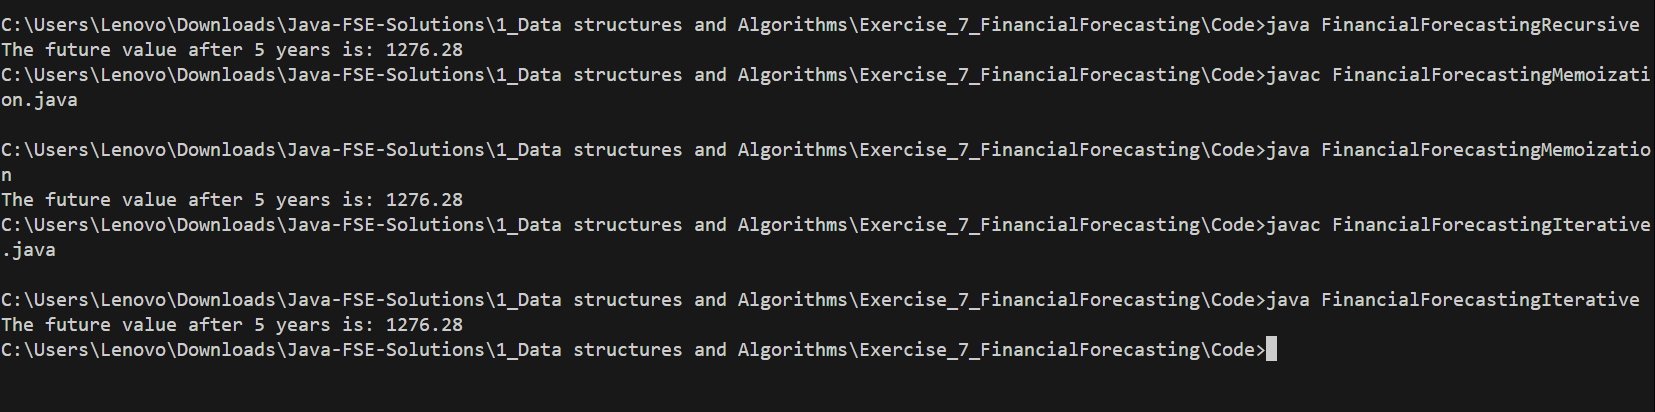 C:\Users\Lenovo\Downloads\Java-FSE-Solutions\1_Data structures and Algorithms\Exercise_7_FinancialForecasting\Code>java FinancialForecastingRecursive
The future value after 5 years is: 1276.28
C:\Users\Lenovo\Downloads\Java-FSE-Solutions\1_Data structures and Algorithms\Exercise_7_FinancialForecasting\Code>javac FinancialForecastingMemoizati
on.java
C:\Users\Lenovo\Downloads\Java-FSE-Solutions\1_Data structures and Algorithms\Exercise_7_FinancialForecasting\Code>java FinancialForecastingMemoizatio
n
The future value after 5 years is: 1276.28
C:\Users\Lenovo\Downloads\Java-FSE-Solutions\1_Data structures and Algorithms\Exercise_7_FinancialForecasting\Code>javac FinancialForecastingIterative
.java
C:\Users\Lenovo\Downloads\Java-FSE-Solutions\1_Data structures and Algorithms\Exercise_7_FinancialForecasting\Code>java FinancialForecastingIterative
The future value after 5 years is: 1276.28
C:\Users\Lenovo\Downloads\Java-FSE-Solutions\1_Data structures and Algorithms\Exercise_7_FinancialForecasting\Code>